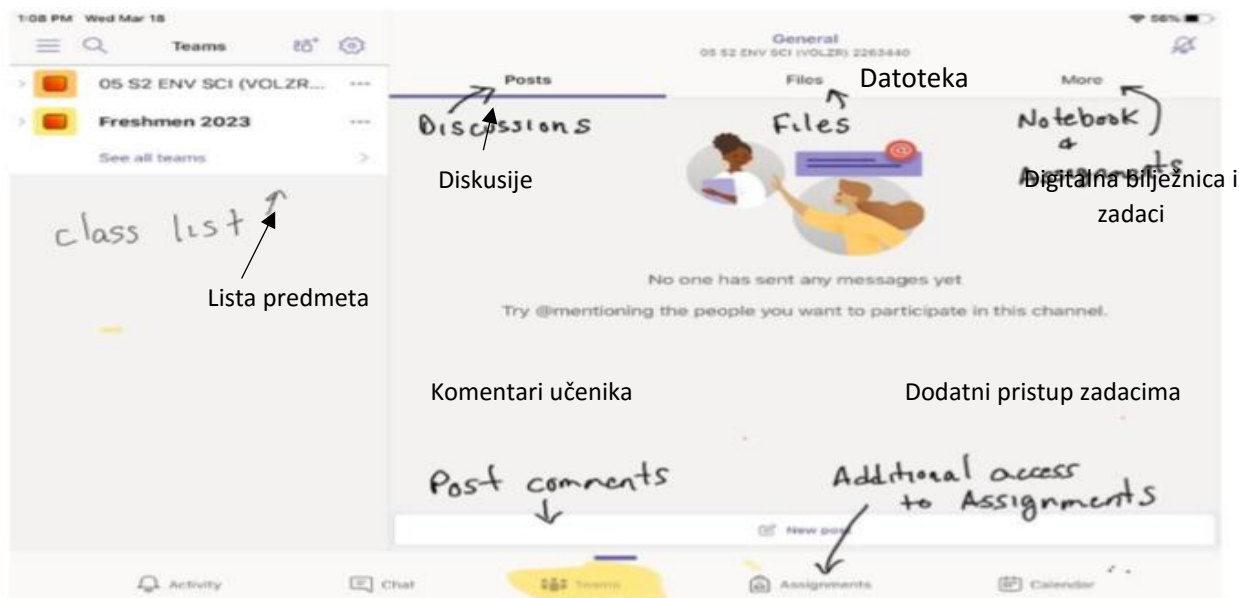 1:08 PM Wed Mar 18
56%
Teams
General
05 S2 ENV SCI (VOLZR) 2263440
05 S2 ENV SCI (VOLZR...
Freshmen 2023
See all teams
Posts
Files
Datoteka
More
Discussions
Files
Notebook
&
Assignments
Diskusije
Digitalna bilježnica i
zadaci
class list
Lista predmeta
No one has sent any messages yet
Try @mentioning the people you want to participate in this channel.
Komentari učenika
Dodatni pristup zadacima
Post comments
Additional access
to Assignments
New post
Activity
Chat
Teams
Assignments
Calendar